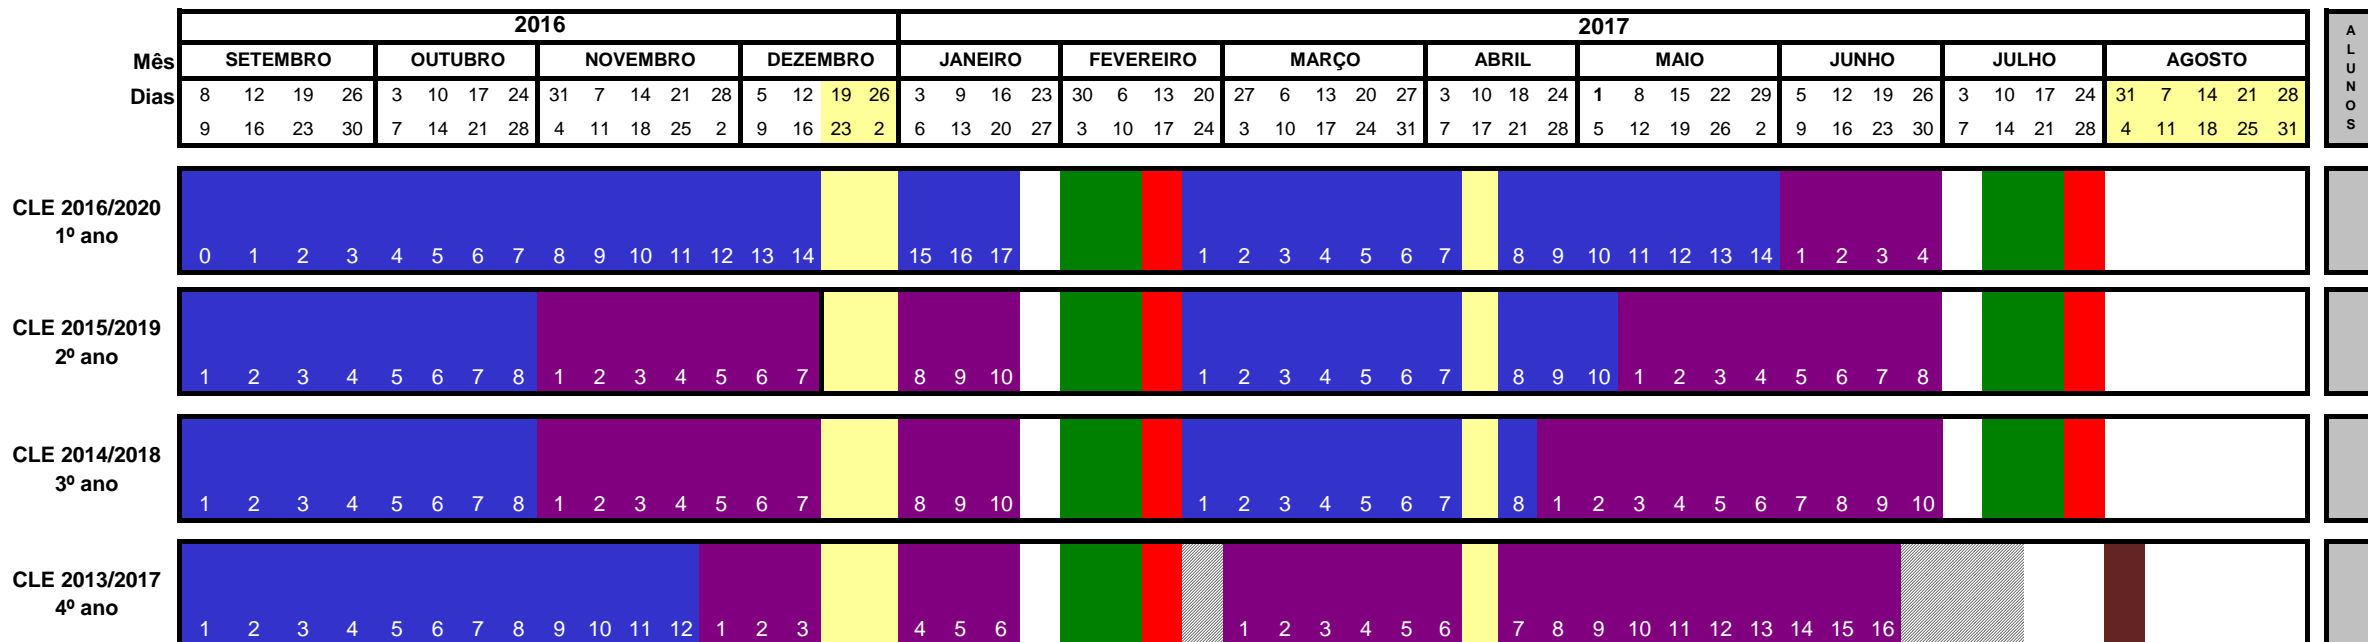 2016 2017
Mês SETEMBRO OUTUBRO NOVEMBRO DEZEMBRO JANEIRO FEVEREIRO MARÇO ABRIL MAIO JUNHO JULHO AGOSTO
Dias 8 12 19 26 3 10 17 24 31 7 14 21 28 5 12 19 26 3 9 16 23 30 6 13 20 27 6 13 20 27 3 10 18 24 1 8 15 22 29 5 12 19 26 3 10 17 24 31 7 14 21 28
9 16 23 30 7 14 21 28 4 11 18 25 2 9 16 23 2 6 13 20 27 3 10 17 24 3 10 17 24 31 7 17 21 28 5 12 19 26 2 9 16 23 30 7 14 21 28 4 11 18 25 31
A
L
U
N
O
S
CLE 2016/2020
1º ano
0 1 2 3 4 5 6 7 8 9 10 11 12 13 14 15 16 17 1 2 3 4 5 6 7 8 9 10 11 12 13 14 1 2 3 4
CLE 2015/2019
2º ano
1 2 3 4 5 6 7 8 1 2 3 4 5 6 7 8 9 10 1 2 3 4 5 6 7 8 9 10 1 2 3 4 5 6 7 8
CLE 2014/2018
3º ano
1 2 3 4 5 6 7 8 1 2 3 4 5 6 7 8 9 10 1 2 3 4 5 6 7 8 1 2 3 4 5 6 7 8 9 10
CLE 2013/2017
4º ano
1 2 3 4 5 6 7 8 9 10 11 12 1 2 3 4 5 6 1 2 3 4 5 6 7 8 9 10 11 12 13 14 15 16